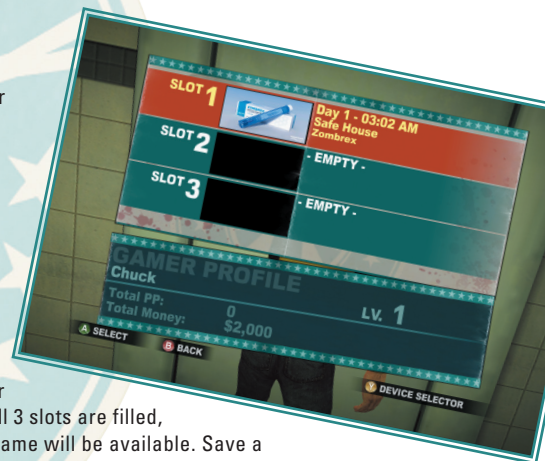 r
SLOT 1
Day 1 - 03:02 AM
Safe House
Zombrex
SLOT 2
- EMPTY -
SLOT 3
- EMPTY -
GAMER PROFILE
Chuck
LV. 1
Total PP: 0
Total Money: $2,000
A SELECT
B BACK
Y DEVICE SELECTOR
r
ll 3 slots are filled,
ame will be available. Save a